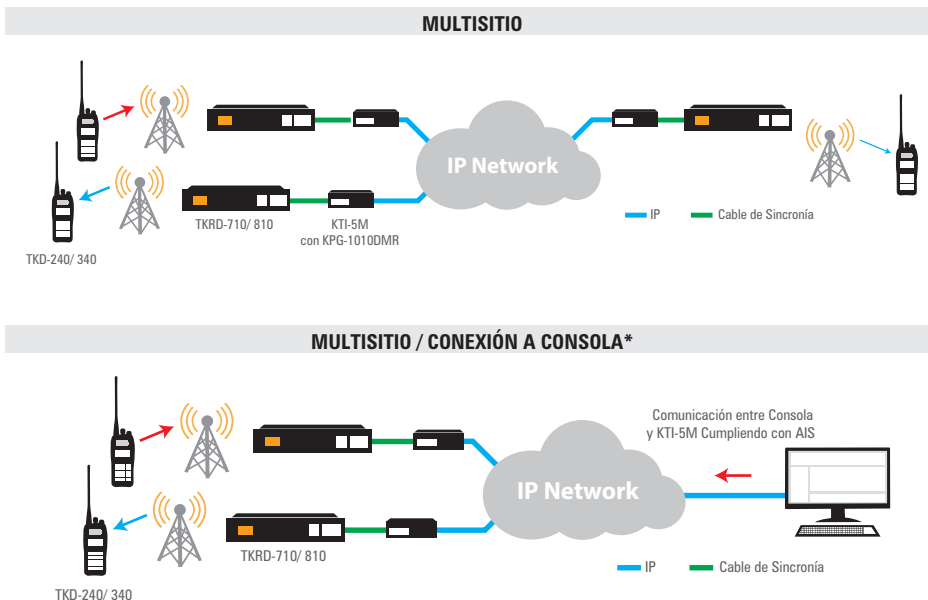 MULTISITIO
IP Network
TKRD-710/ 810
KTI-5M
con KPG-1010DMR
IP
Cable de Sincronía
TKD-240/ 340
MULTISITIO / CONEXIÓN A CONSOLA*
Comunicación entre Consola
y KTI-5M Cumpliendo con AIS
IP Network
TKRD-710/ 810
IP
Cable de Sincronía
TKD-240/ 340